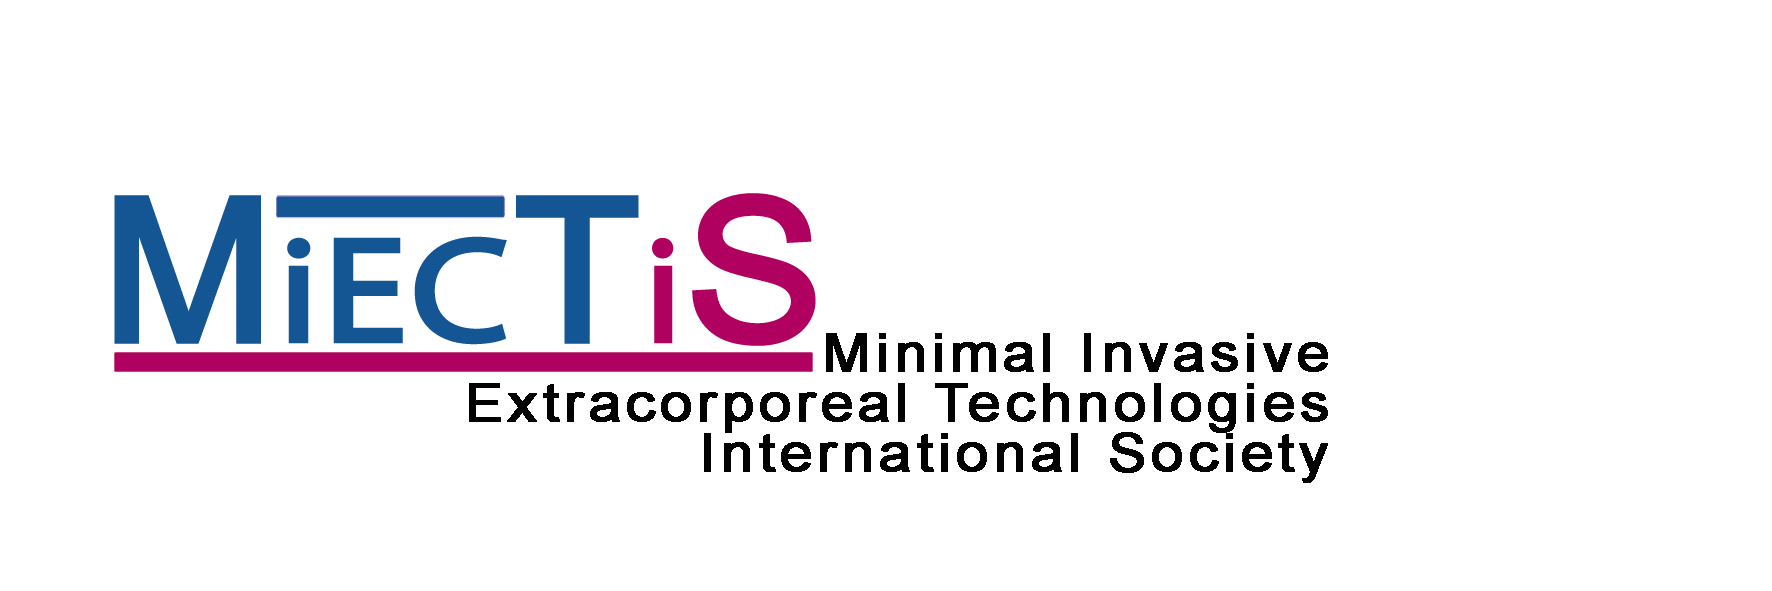 MiECTiS
Minimal Invasive
Extracorporeal Technologies
International Society